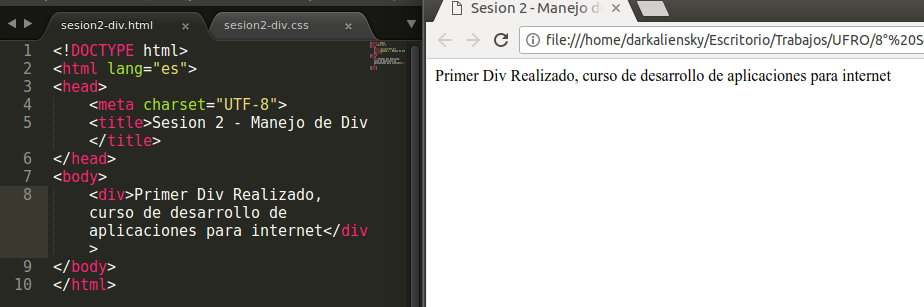 sesion2-div.html
sesion2-div.css
1 <!DOCTYPE html>
2 <html lang="es">
3 <head>
4 <meta charset="UTF-8">
5 <title>Sesion 2 - Manejo de Div
</title>
6 </head>
7 <body>
8 <div>Primer Div Realizado,
curso de desarrollo de
aplicaciones para internet</div
>
9 </body>
10 </html>
Sesion 2 - Manejo d
file:///home/darkaliensky/Escritorio/Trabajos/UFRO/8°%20S
Primer Div Realizado, curso de desarrollo de aplicaciones para internet